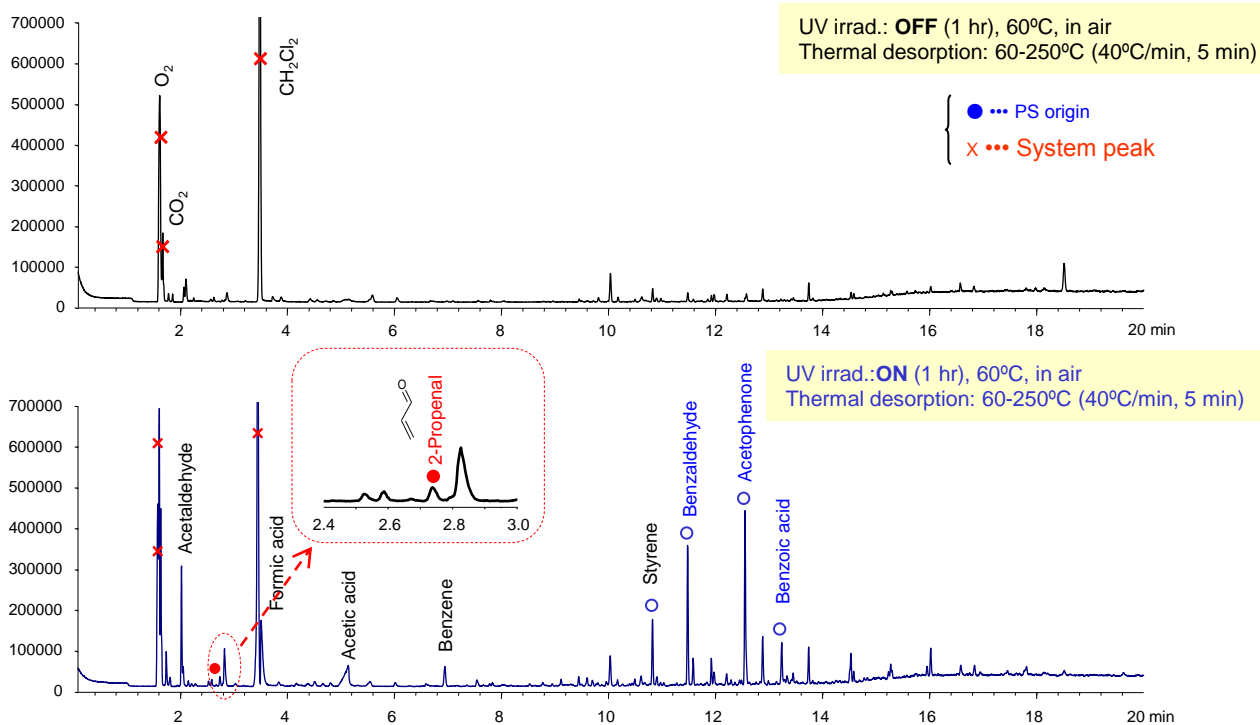 UV irrad.: OFF (1 hr), 60ºC, in air
Thermal desorption: 60-250ºC (40ºC/min, 5 min)
700000
600000
500000
400000
300000
200000
100000
0
O2
CO2
CH2Cl2
••• PS origin
x ••• System peak
2
4
6
8
10
12
14
16
18
20 min
UV irrad.:ON (1 hr), 60ºC, in air
Thermal desorption: 60-250ºC (40ºC/min, 5 min)
700000
600000
500000
400000
300000
200000
100000
0
Acetaldehyde
O
2-Propenal
2.4
2.6
2.8
3.0
Formic acid
Acetic acid
Benzene
Styrene
Benzaldehyde
Acetophenone
Benzoic acid
2
4
6
8
10
12
14
16
18
20 min